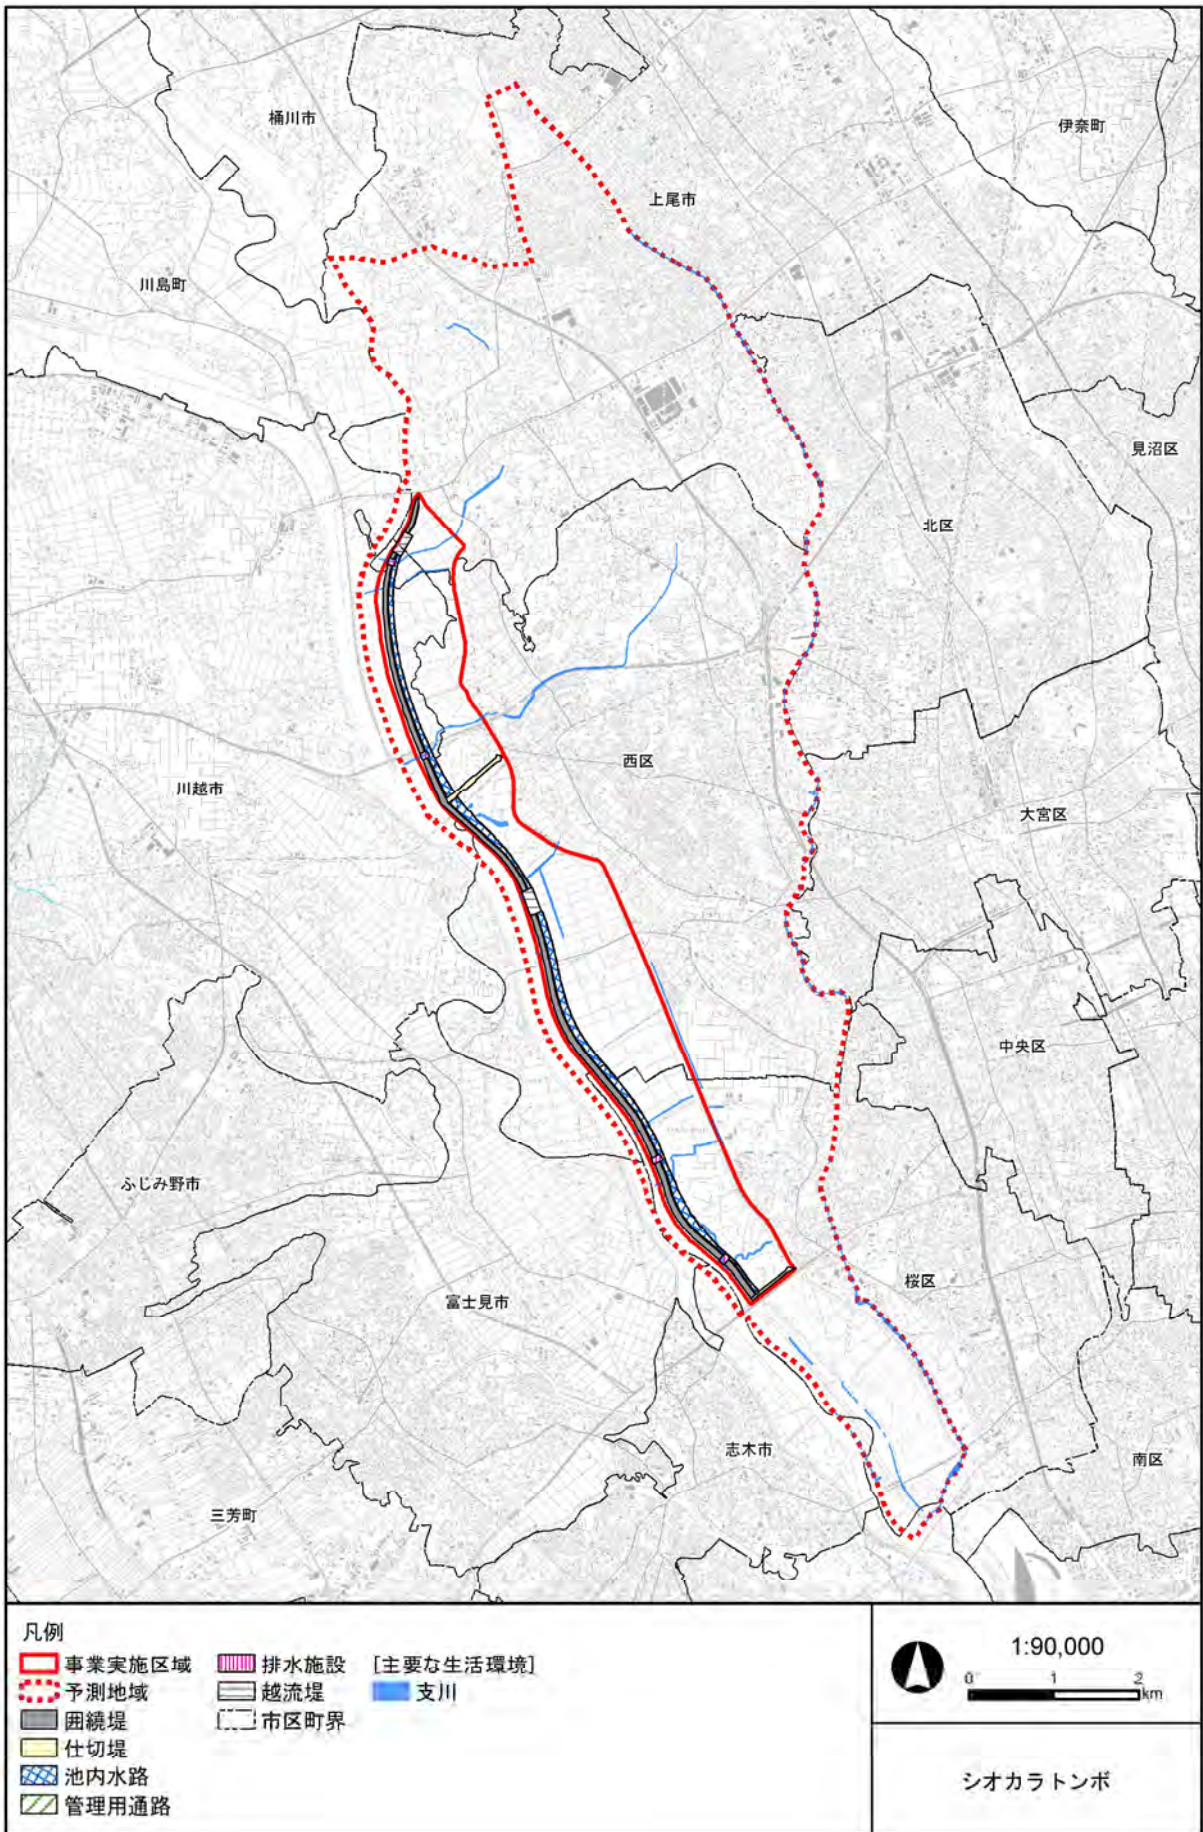 桶川市
伊奈町
上尾市
川島町
見沼区
北区
西区
川越市
大宮区
中央区
ふじみ野市
桜区
富士見市
志木市
南区
三芳町
凡例
事業実施区域
予測地域
囲繞堤
仕切堤
池内水路
管理用通路
排水施設
越流堤
市区町界
[主要な生活環境]
支川
1:90,000
0 1 2
km
シオカラトンボ